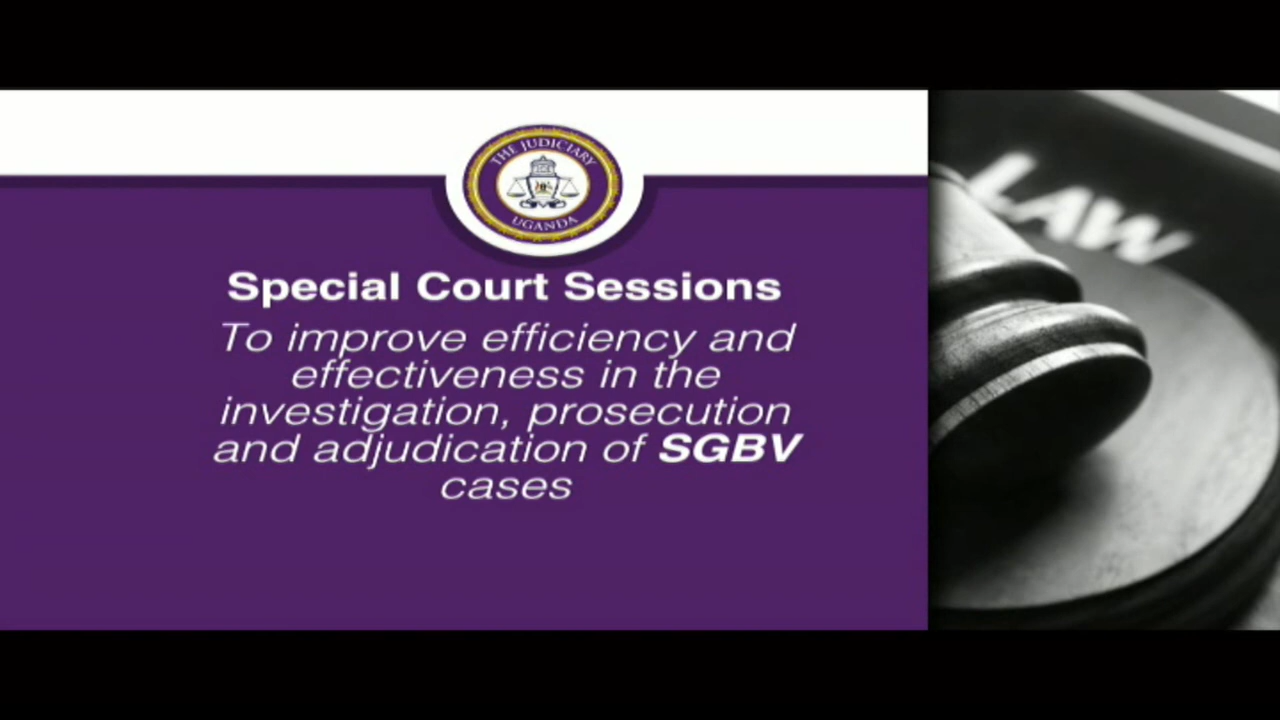 THE JUDICIARY
UGANDA
LAW
Special Court Sessions
To improve efficiency and
effectiveness in the
investigation, prosecution
and adjudication of SGBV
cases